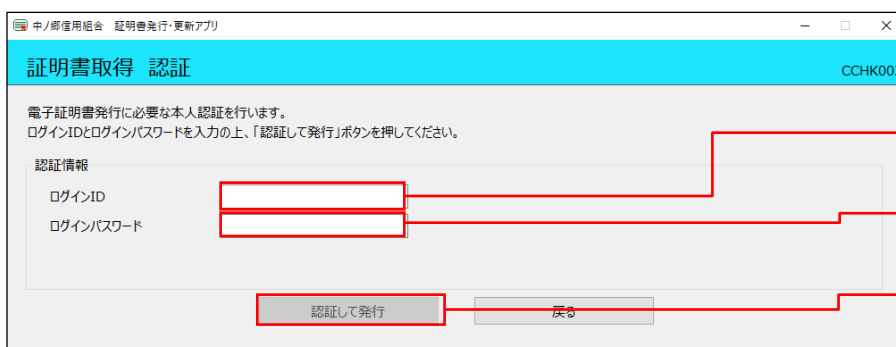 中ノ郷信用組合 証明書発行・更新アプリ
証明書取得 認証
CCHK00
電子証明書発行に必要な本人認証を行います。
ログインIDとログインパスワードを入力の上、「認証して発行」ボタンを押してください。
認証情報
ログインID
ログインパスワード
認証して発行
戻る